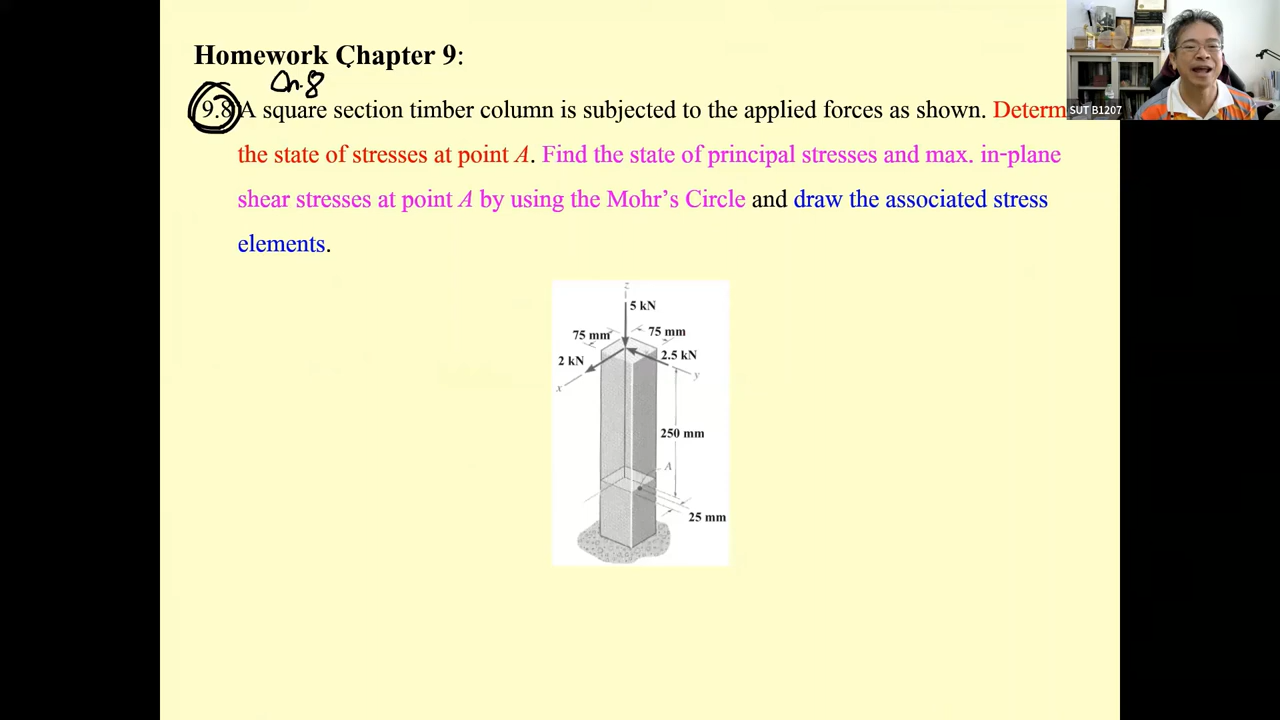 Homework Chapter 9:
Ch.8
9.8 A square section timber column is subjected to the applied forces as shown. Determ
the state of stresses at point A. Find the state of principal stresses and max. in-plane
shear stresses at point A by using the Mohr's Circle and draw the associated stress
elements.
SUT B1207
z
5 kN
75 mm 75 mm
2 kN 2.5 kN
x y
250 mm
A
25 mm